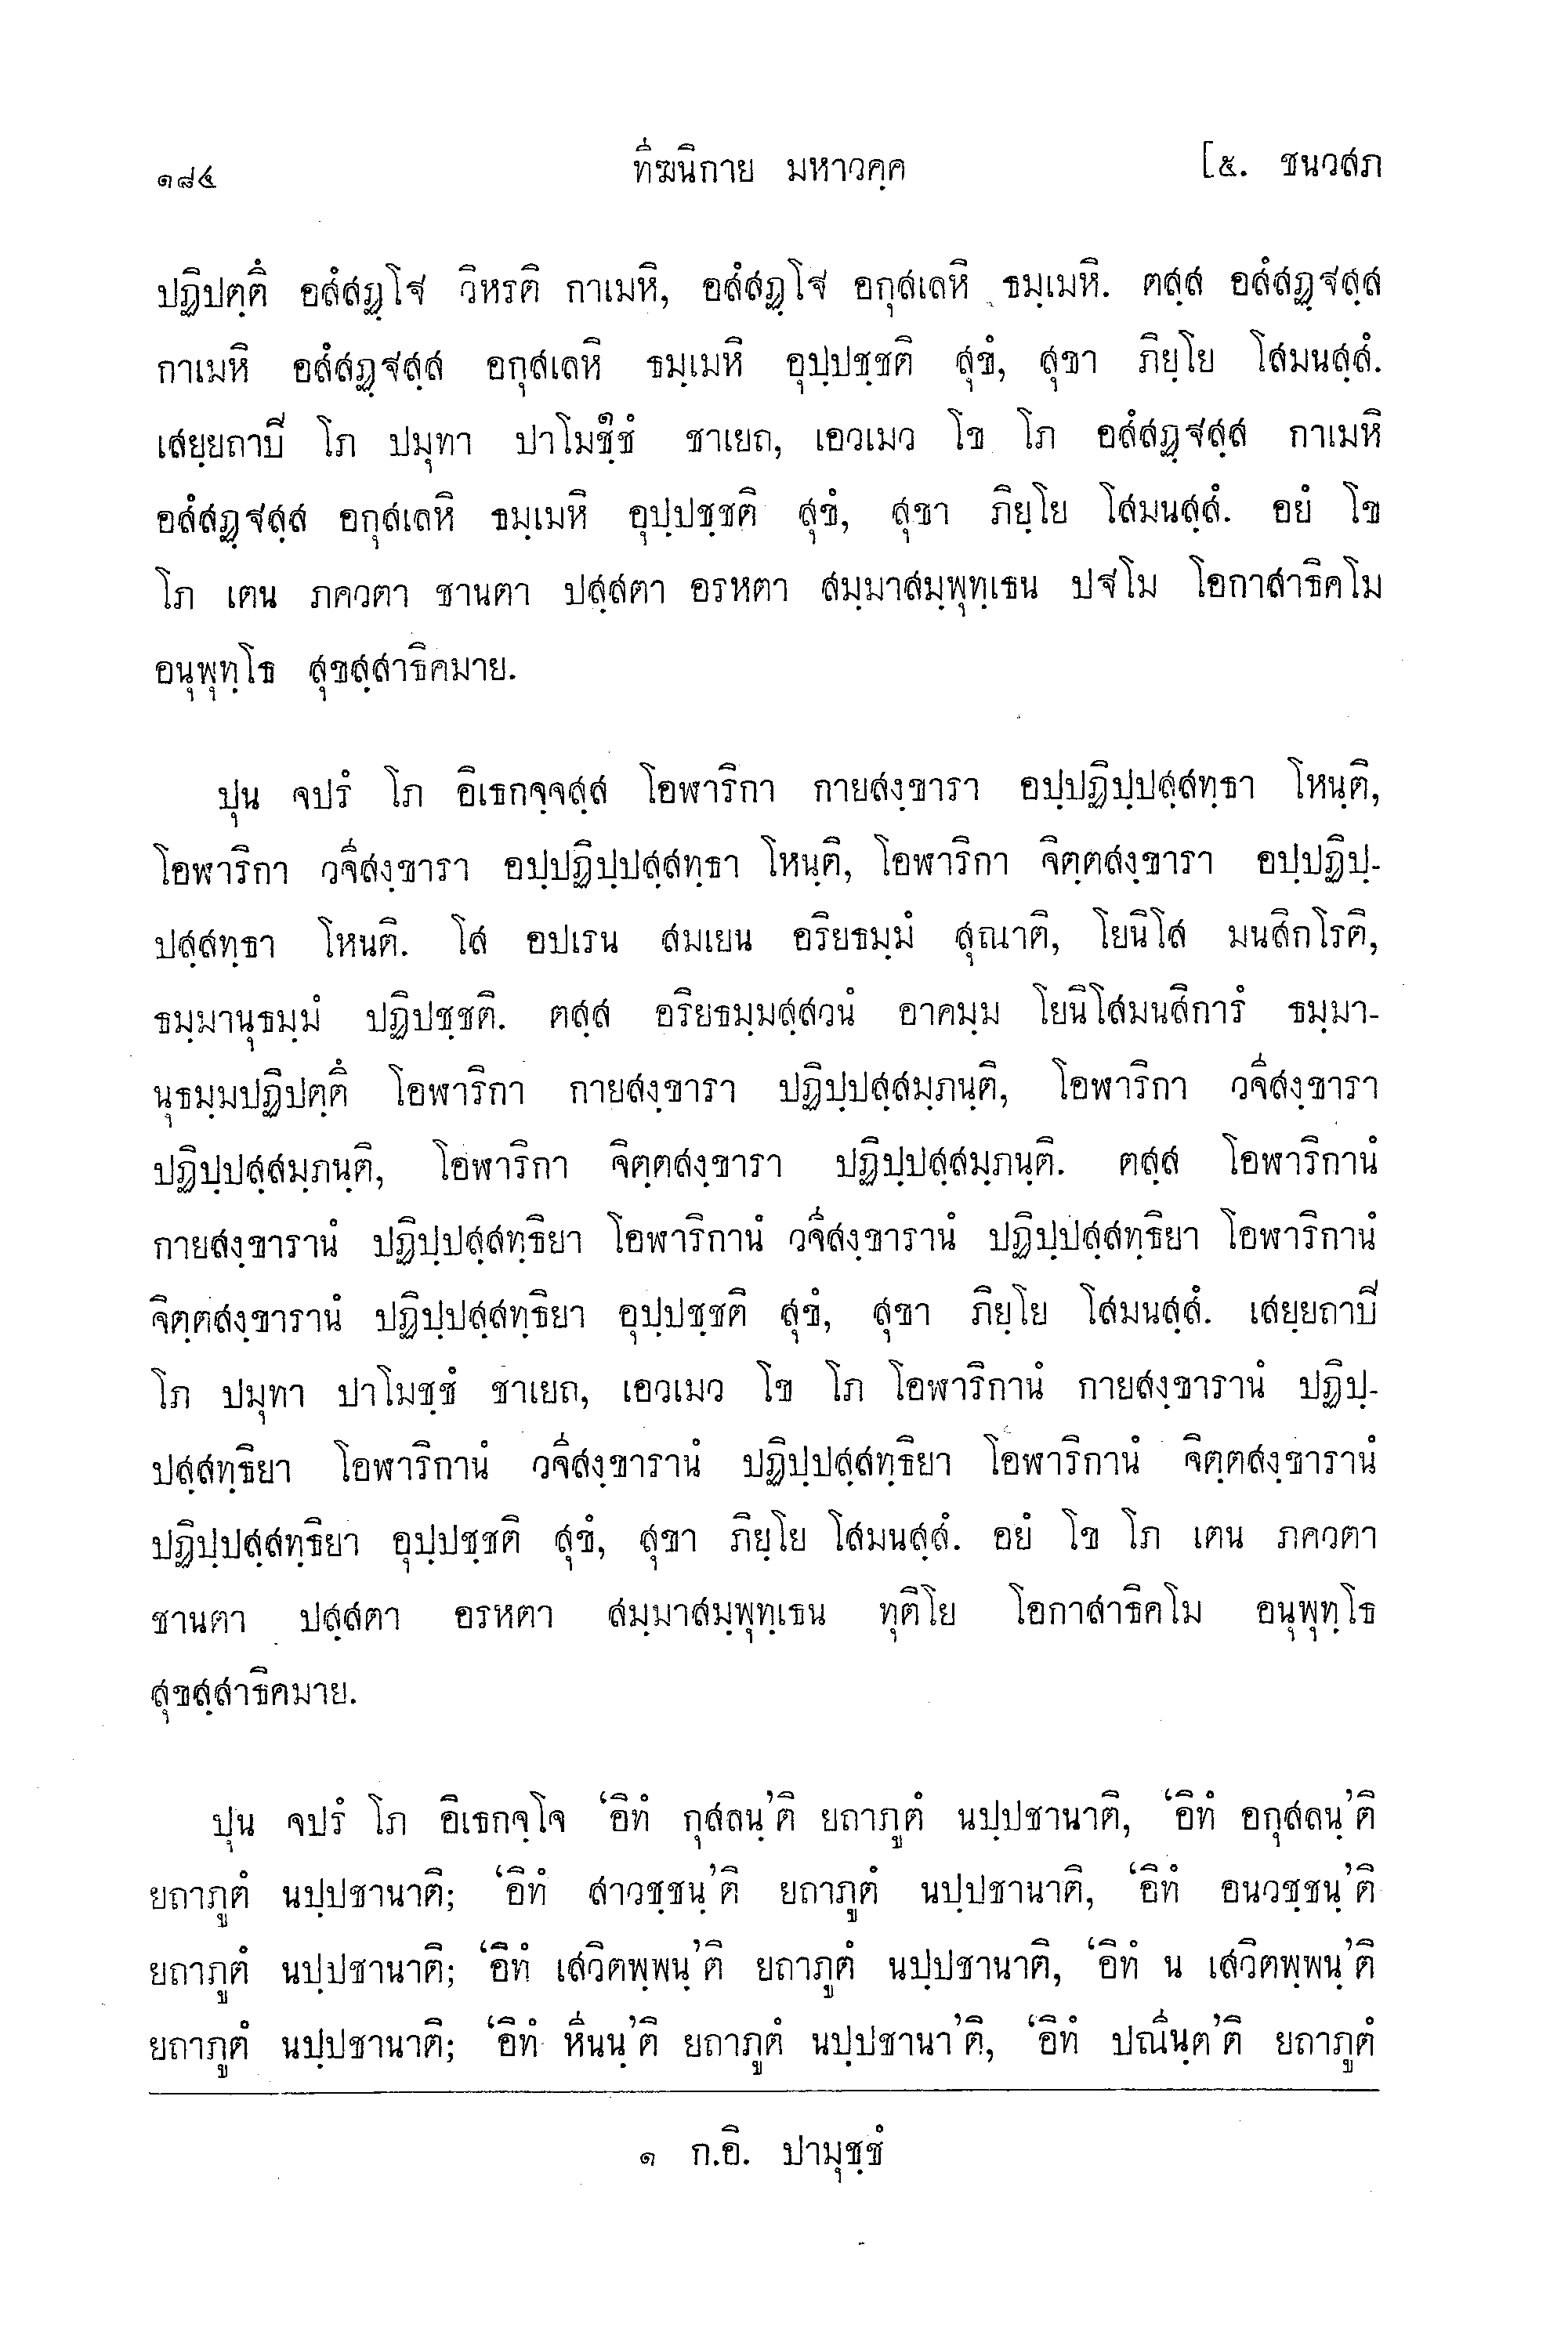 ๑๘๔ ทีฆนิกาย มหาวคฺค [๕. ชนวสภ
ปฏิปตฺตึ อสํสฏฺโฐ วิหรติ กาเมหิ, อสํสฏฺโฐ อกุสเลหิ ธมฺเมหิ. ตสฺส อสํสฏฺฐสฺส
กาเมหิ อสํสฏฺฐสฺส อกุสเลหิ ธมฺเมหิ อุปฺปชฺชติ สุขํ, สุขา ภิยฺโย โสมนสฺสํ.
เสยฺยถาปี โภ ปมุทา ปาโมชฺชํ๑ ชาเยถ, เอวเมว โข โภ อสํสฏฺฐสฺส กาเมหิ
อสํสฏฺฐสฺส อกุสเลหิ ธมฺเมหิ อุปฺปชฺชติ สุขํ, สุขา ภิยฺโย โสมนสฺสํ. อยํ โข
โภ เตน ภควตา ชานตา ปสฺสตา อรหตา สมฺมาสมฺพุทฺเธน ปฐโม โอกาสาธิคโม
อนุพุทฺโธ สุขสฺสาธิคมาย.
ปุน จปรํ โภ อิเธกจฺจสฺส โอฬาริกา กายสงฺขารา อปฺปฏิปฺปสฺสทฺธา โหนฺติ,
โอฬาริกา วจีสงฺขารา อปฺปฏิปฺปสฺสทฺธา โหนฺติ, โอฬาริกา จิตฺตสงฺขารา อปฺปฏิปฺ-
ปสฺสทฺธา โหนติ. โส อปเรน สมเยน อริยธมฺมํ สุณาติ, โยนิโส มนสิกโรติ,
ธมฺมานุธมฺมํ ปฏิปชฺชติ. ตสฺส อริยธมฺมสฺสวนํ อาคมฺม โยนิโสมนสิการํ ธมฺมา-
นุธมฺมปฏิปตฺตึ โอฬาริกา กายสงฺขารา ปฏิปฺปสฺสมฺภนฺติ, โอฬาริกา วจีสงฺขารา
ปฏิปฺปสฺสมฺภนฺติ, โอฬาริกา จิตฺตสงฺขารา ปฏิปฺปสฺสมฺภนฺติ. ตสฺส โอฬาริกานํ
กายสงฺขารานํ ปฏิปฺปสฺสทฺธิยา โอฬาริกานํ วจีสงฺขารานํ ปฏิปฺปสฺสทฺธิยา โอฬาริกานํ
จิตฺตสงฺขารานํ ปฏิปฺปสฺสทฺธิยา อุปฺปชฺชติ สุขํ, สุขา ภิยฺโย โสมนสฺสํ. เสยฺยถาปี
โภ ปมุทา ปาโมชฺชํ ชาเยถ, เอวเมว โข โภ โอฬาริกานํ กายสงฺขารานํ ปฏิปฺ-
ปสฺสทฺธิยา โอฬาริกานํ วจีสงฺขารานํ ปฏิปฺปสฺสทฺธิยา โอฬาริกานํ จิตฺตสงฺขารานํ
ปฏิปฺปสฺสทฺธิยา อุปฺปชฺชติ สุขํ, สุขา ภิยฺโย โสมนสฺสํ. อยํ โข โภ เตน ภควตา
ชานตา ปสฺสตา อรหตา สมฺมาสมฺพุทฺเธน ทุติโย โอกาสาธิคโม อนุพุทฺโธ
สุขสฺสาธิคมาย.
ปุน จปรํ โภ อิเธกจฺโจ ‘อิทํ กุสลนฺ’ติ ยถาภูตํ นปฺปชานาติ, ‘อิทํ อกุสลนฺ’ติ
ยถาภูตํ นปฺปชานาติ; ‘อิทํ สาวชฺชนฺ’ติ ยถาภูตํ นปฺปชานาติ, ‘อิทํ อนวชฺชนฺ’ติ
ยถาภูตํ นปฺปชานาติ; ‘อิทํ เสวิตพฺพนฺ’ติ ยถาภูตํ นปฺปชานาติ, ‘อิทํ น เสวิตพฺพนฺ’ติ
ยถาภูตํ นปฺปชานาติ; ‘อิทํ หีนนฺ’ติ ยถาภูตํ นปฺปชานา’ติ, ‘อิทํ ปณีนฺต’ติ ยถาภูตํ
๑ ก.อิ. ปามุชฺชํ